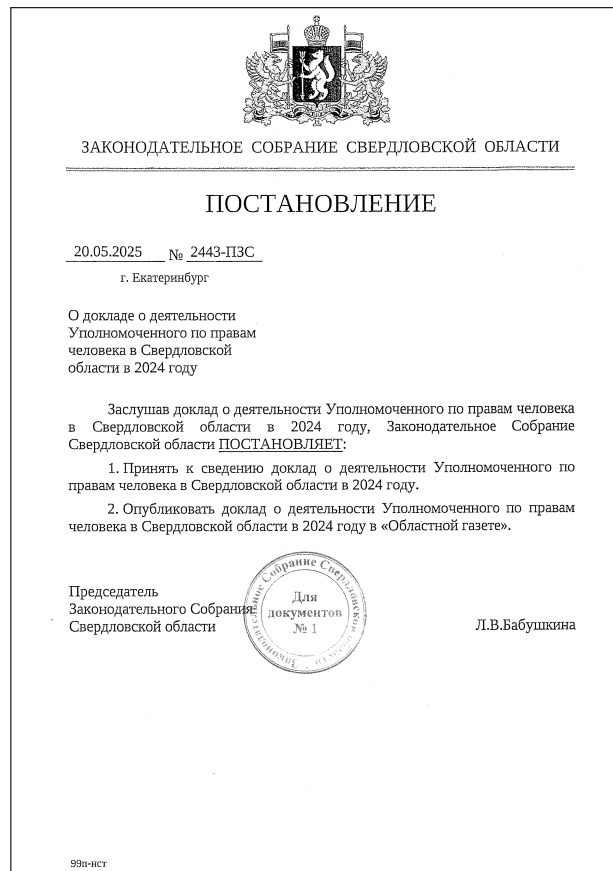 ЗАКОНОДАТЕЛЬНОЕ СОБРАНИЕ СВЕРДЛОВСКОЙ ОБЛАСТИ
ПОСТАНОВЛЕНИЕ
20.05.2025 № 2443-ПЗС
г. Екатеринбург
О докладе о деятельности
Уполномоченного по правам
человека в Свердловской
области в 2024 году
Заслушав доклад о деятельности Уполномоченного по правам человека
в Свердловской области в 2024 году, Законодательное Собрание
Свердловской области ПОСТАНОВЛЯЕТ:
1. Принять к сведению доклад о деятельности Уполномоченного по
правам человека в Свердловской области в 2024 году.
2. Опубликовать доклад о деятельности Уполномоченного по правам
человека в Свердловской области в 2024 году в «Областной газете».
Председатель
Законодательного Собрания
Свердловской области
Л.В.Бабушкина
Законодательное Собрание Свердловской области
Для
документов
№ 1
99п-нст